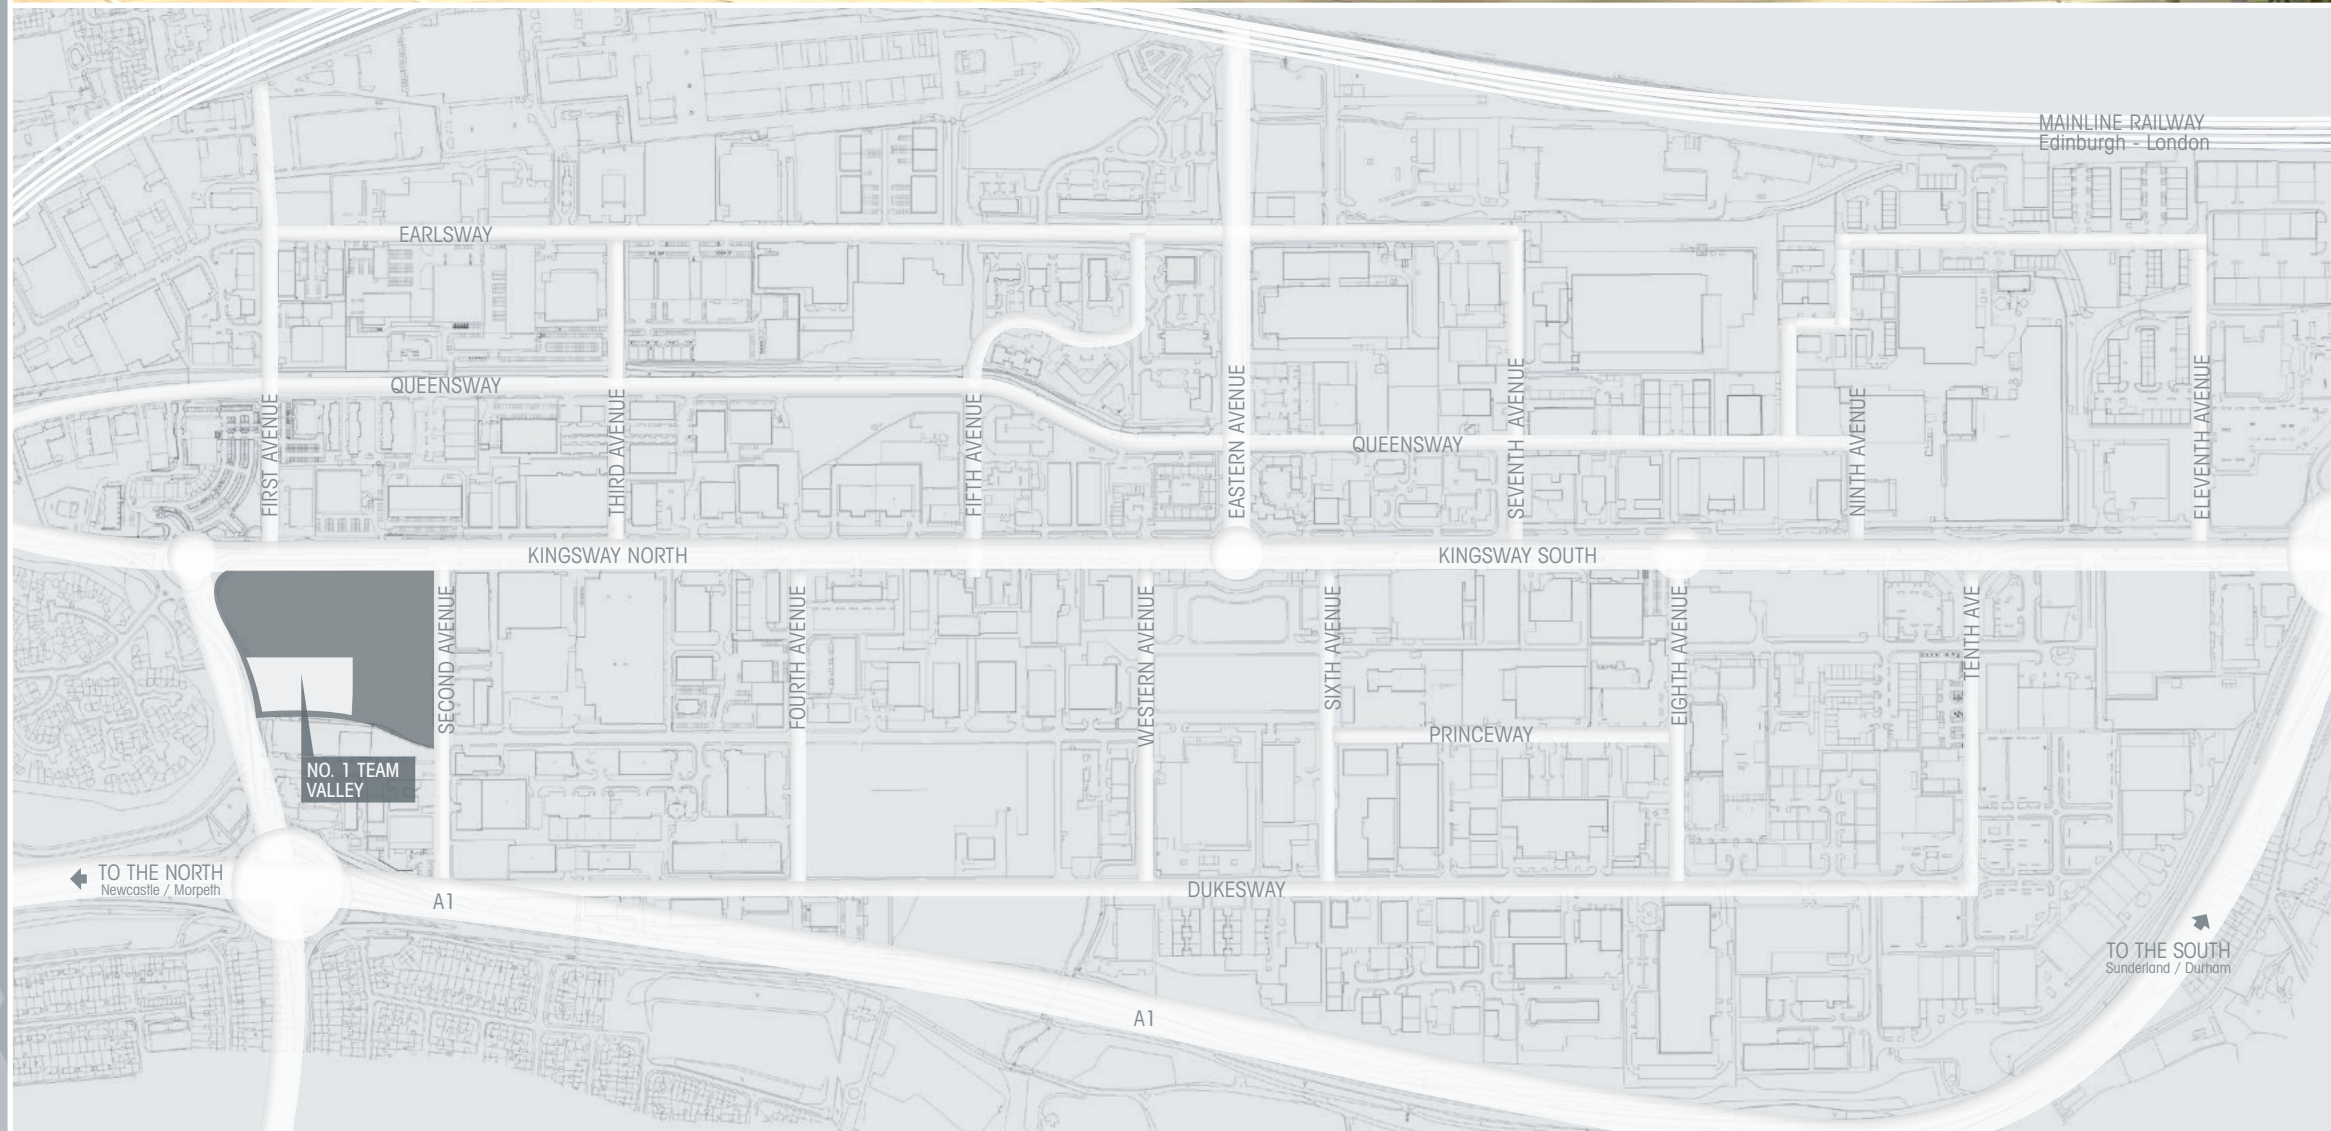 MAINLINE RAILWAY
Edinburgh - London
EARLSWAY
QUEENSWAY
FIRST AVENUE
THIRD AVENUE
FIFTH AVENUE
EASTERN AVENUE
QUEENSWAY
SEVENTH AVENUE
NINTH AVENUE
ELEVENTH AVENUE
KINGSWAY NORTH
KINGSWAY SOUTH
SECOND AVENUE
FOURTH AVENUE
WESTERN AVENUE
SIXTH AVENUE
EIGHTH AVENUE
TENTH AVE
PRINCEWAY
NO. 1 TEAM
VALLEY
TO THE NORTH
Newcastle / Morpeth
A1
DUKESWAY
TO THE SOUTH
Sunderland / Durham
A1